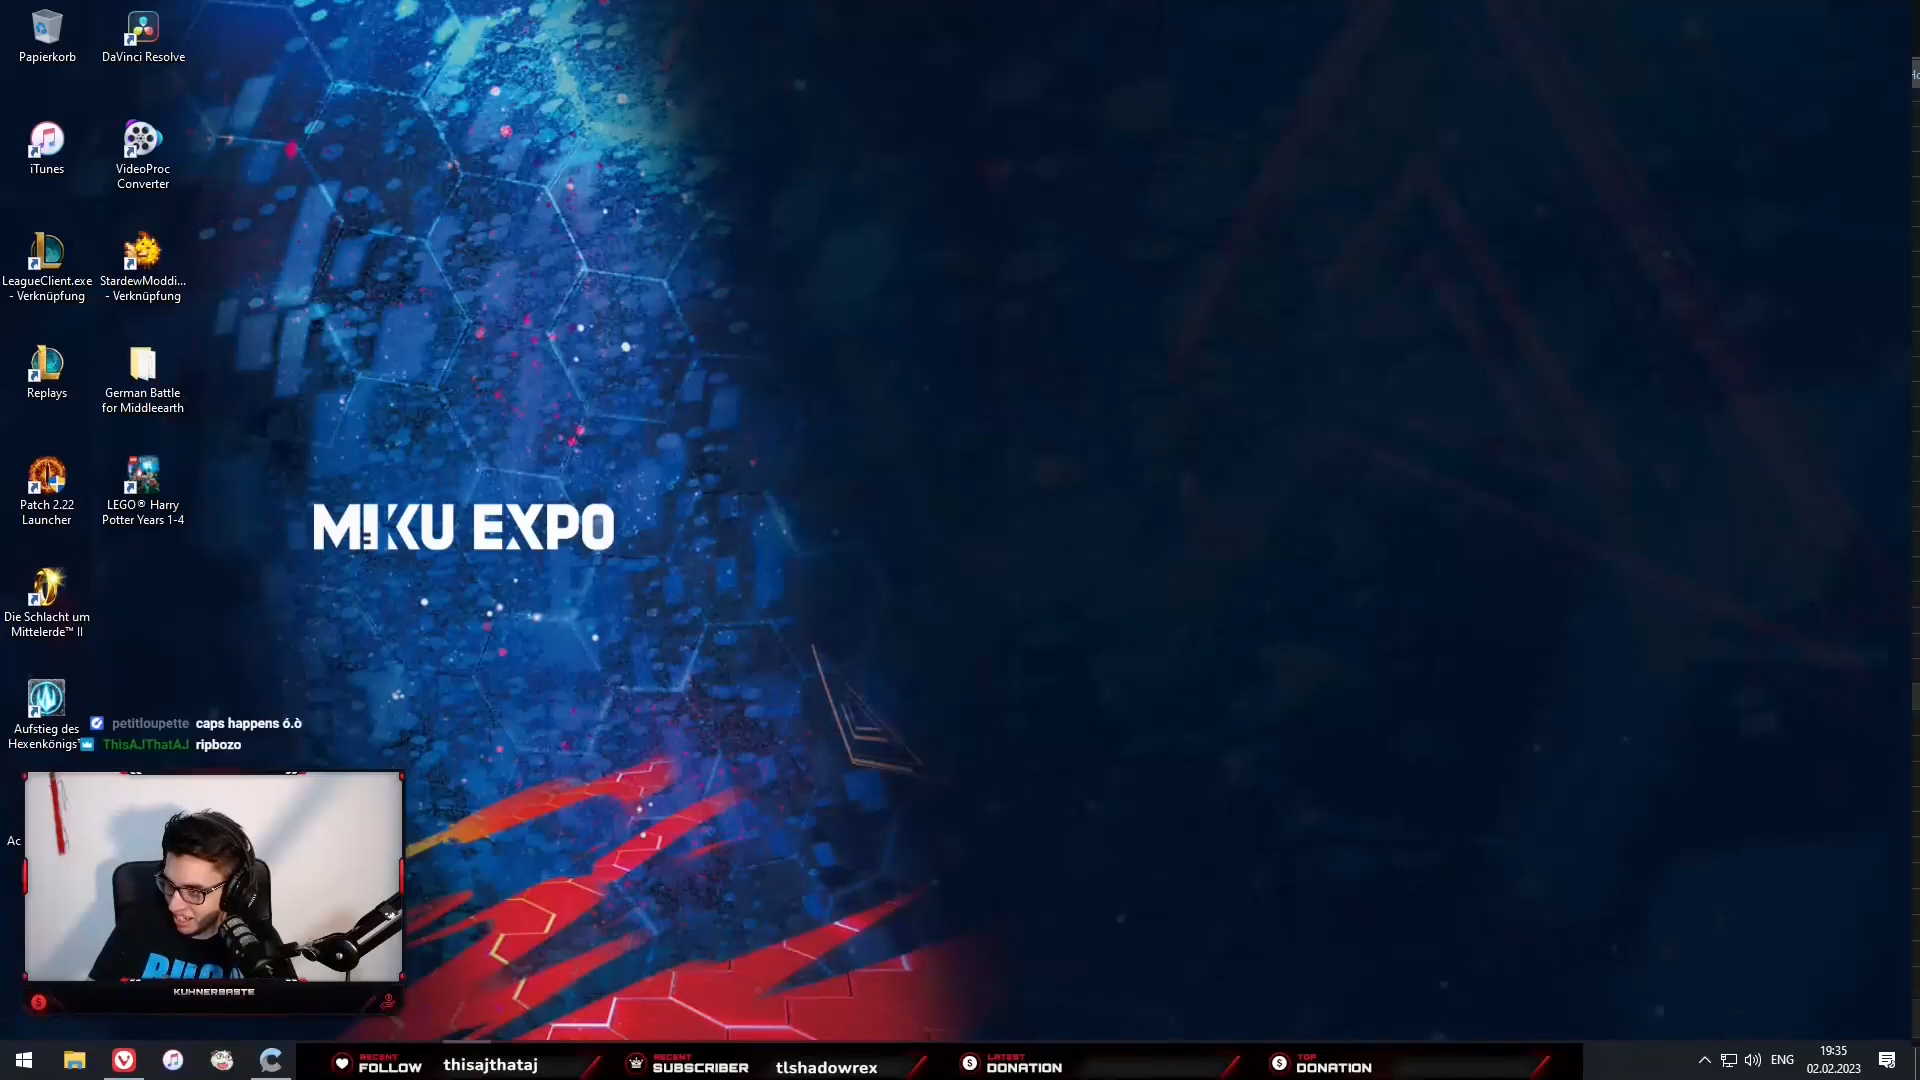 Papierkorb
DaVinci Resolve
iTunes
VideoProc
Converter
LeagueClient.exe
- Verknüpfung
StardewModdi...
- Verknüpfung
Replays
German Battle
for Middleearth
Patch 2.22
Launcher
LEGO® Harry
Potter Years 1-4
MIKU EXPO
Die Schlacht um
Mittelerde™ II
Aufstieg des
Hexenkönigs™
petitloupette caps happens ó.ò
ThisAJThatAJ ripbozo
Ac
KUHNERBASTE
RECENT
FOLLOW
thisajthataj
RECENT
SUBSCRIBER
tlshadowrex
LATEST
DONATION
TOP
DONATION
ENG
19:35
02.02.2023